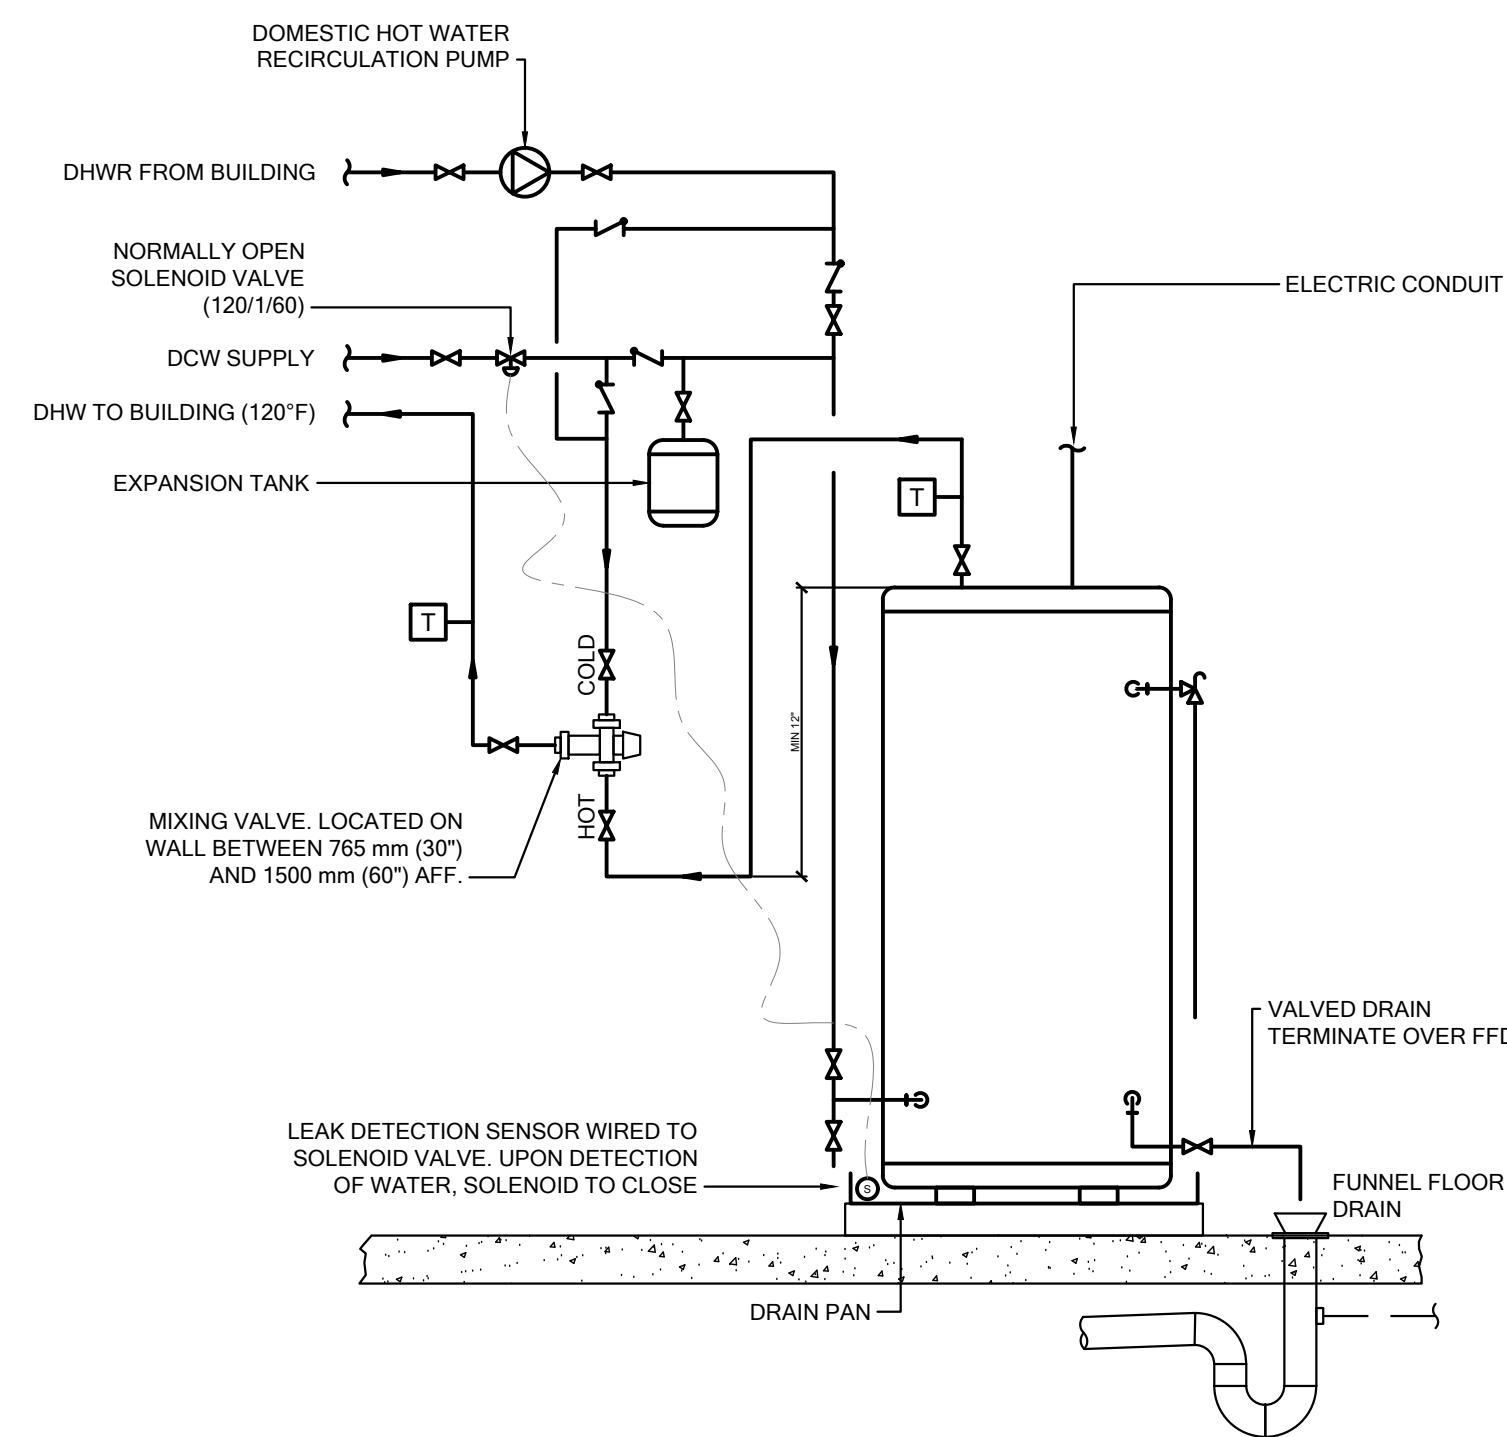 DOMESTIC HOT WATER
RECIRCULATION PUMP
DHWR FROM BUILDING
NORMALLY OPEN
SOLENOID VALVE
(120/1/60)
ELECTRIC CONDUIT
DCW SUPPLY
DHW TO BUILDING (120°F)
EXPANSION TANK
T
T
COLD
MIN 12"
HOT
MIXING VALVE. LOCATED ON
WALL BETWEEN 765 mm (30")
AND 1500 mm (60") AFF.
VALVED DRAIN
TERMINATE OVER FFD
LEAK DETECTION SENSOR WIRED TO
SOLENOID VALVE. UPON DETECTION
OF WATER, SOLENOID TO CLOSE
S
FUNNEL FLOOR
DRAIN
DRAIN PAN